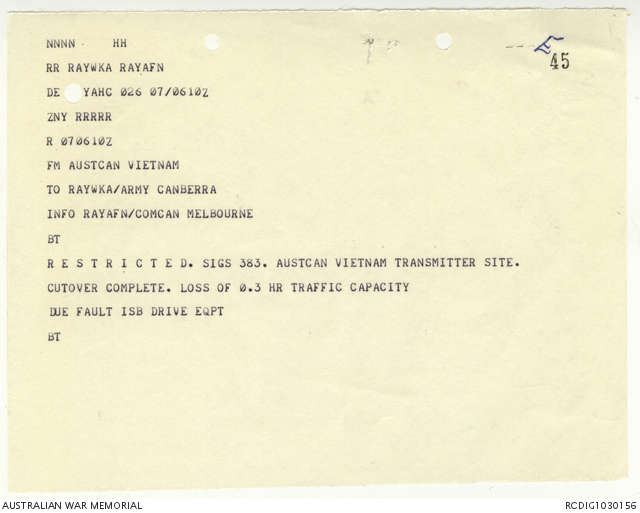 NNNN HH
45
RR RAYWKA RAYAFN
DE YAHC 026 07/0610Z
ZNY RRRRR
R 070610Z
FM AUSTCAN VIETNAM
TO RAYWKA/ARMY CANBERRA
INFO RAYAFN/COMCAN MELBOURNE
BT
R E S T R I C T E D. SIGS 383. AUSTCAN VIETNAM TRANSMITTER SITE.
CUTOVER COMPLETE. LOSS OF 0.3 HR TRAFFIC CAPACITY
DUE FAULT ISB DRIVE EQPT
BT
AUSTRALIAN WAR MEMORIAL
RCDIG1030156